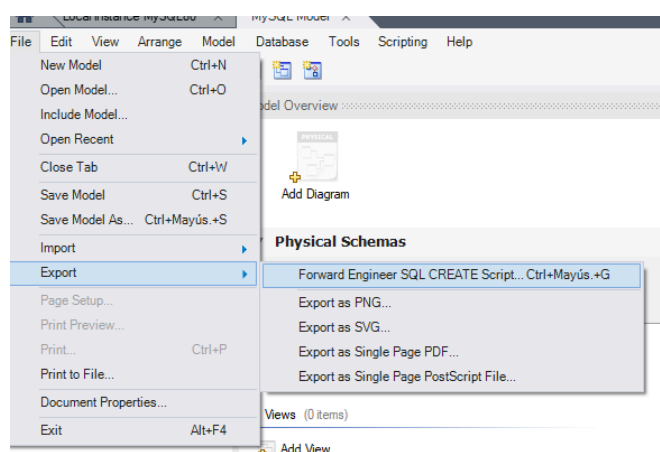 Local instance MySQL80 × MySQL Model ×
File Edit View Arrange Model Database Tools Scripting Help
New Model Ctrl+N
Open Model... Ctrl+O
Include Model...
Open Recent
Close Tab Ctrl+W
Save Model Ctrl+S
Save Model As... Ctrl+Mayús.+S
Import
Export
Page Setup...
Print Preview...
Print... Ctrl+P
Print to File...
Document Properties...
Exit Alt+F4
del Overview
PHYSICAL
Add Diagram
Physical Schemas
Forward Engineer SQL CREATE Script... Ctrl+Mayús.+G
Export as PNG...
Export as SVG...
Export as Single Page PDF...
Export as Single Page PostScript File...
Views (0 items)
Add View